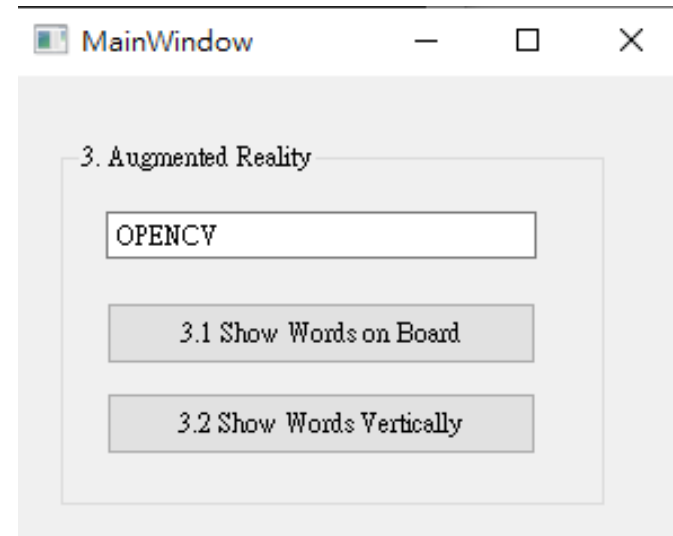 MainWindow
3. Augmented Reality
OPENCV
3.1 Show Words on Board
3.2 Show Words Vertically